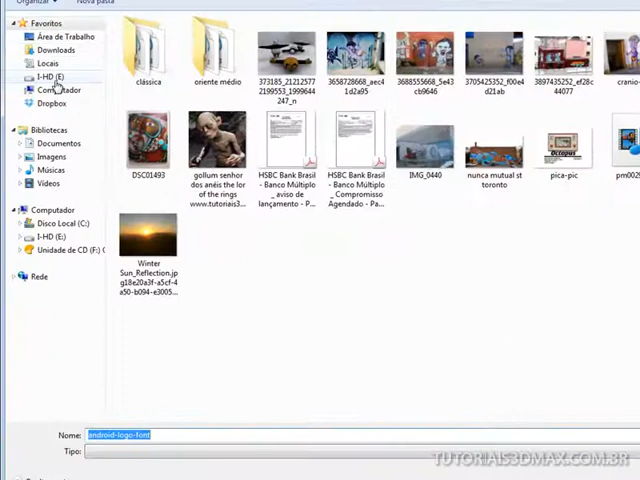 Organizar
Nova pasta
Favoritos
Área de Trabalho
Downloads
Locais
I-HD (E)
Computador
Dropbox
Bibliotecas
Documentos
Imagens
Músicas
Vídeos
Computador
Disco Local (C:)
I-HD (E:)
Unidade de CD (F:)
Rede
clássica
oriente médio
373185_21212577
2199553_1999644
247_n
3658728668_aec4
1d2a95
3688555668_5e43
cb9646
3705425352_f00e4
d21ab
3897435252_ef28c
44077
cranio-
DSC01493
gollum senhor
dos anéis the lor
of the rings
www.tutoriais3...
HSBC Bank Brasil
- Banco Múltiplo
_ aviso de
lançamento - P...
HSBC Bank Brasil
- Banco Múltiplo
_ Compromisso
Agendado - Pa...
IMG_0440
nunca mutual st
toronto
Octopus
pica-pic
pm0029
Winter
Sun_Reflection.jp
g18e20a3f-a5cf-4
a50-b094-e3005...
Nome:
android-logo-font
Tipo:
TUTORIAIS3DMAX.COM.BR